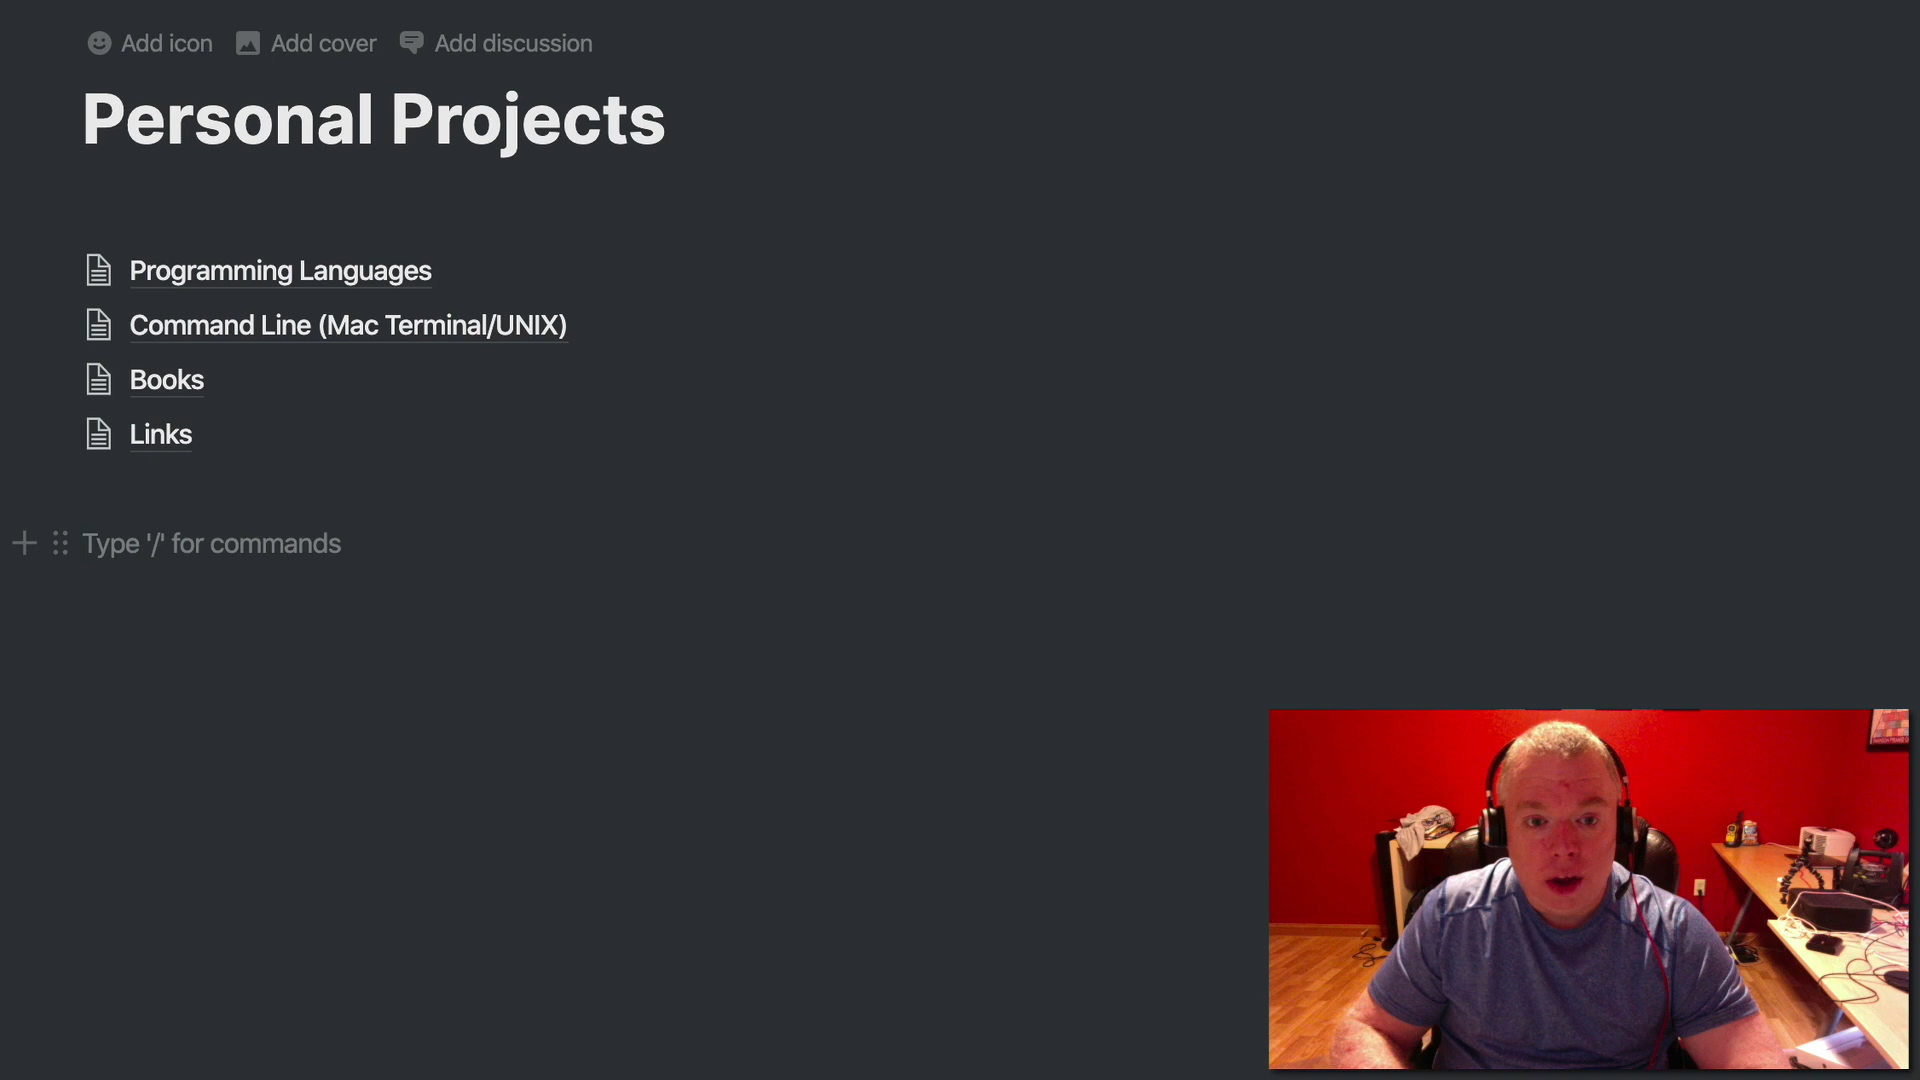 Add icon Add cover Add discussion
Personal Projects
Programming Languages
Command Line (Mac Terminal/UNIX)
Books
Links
Type '/' for commands